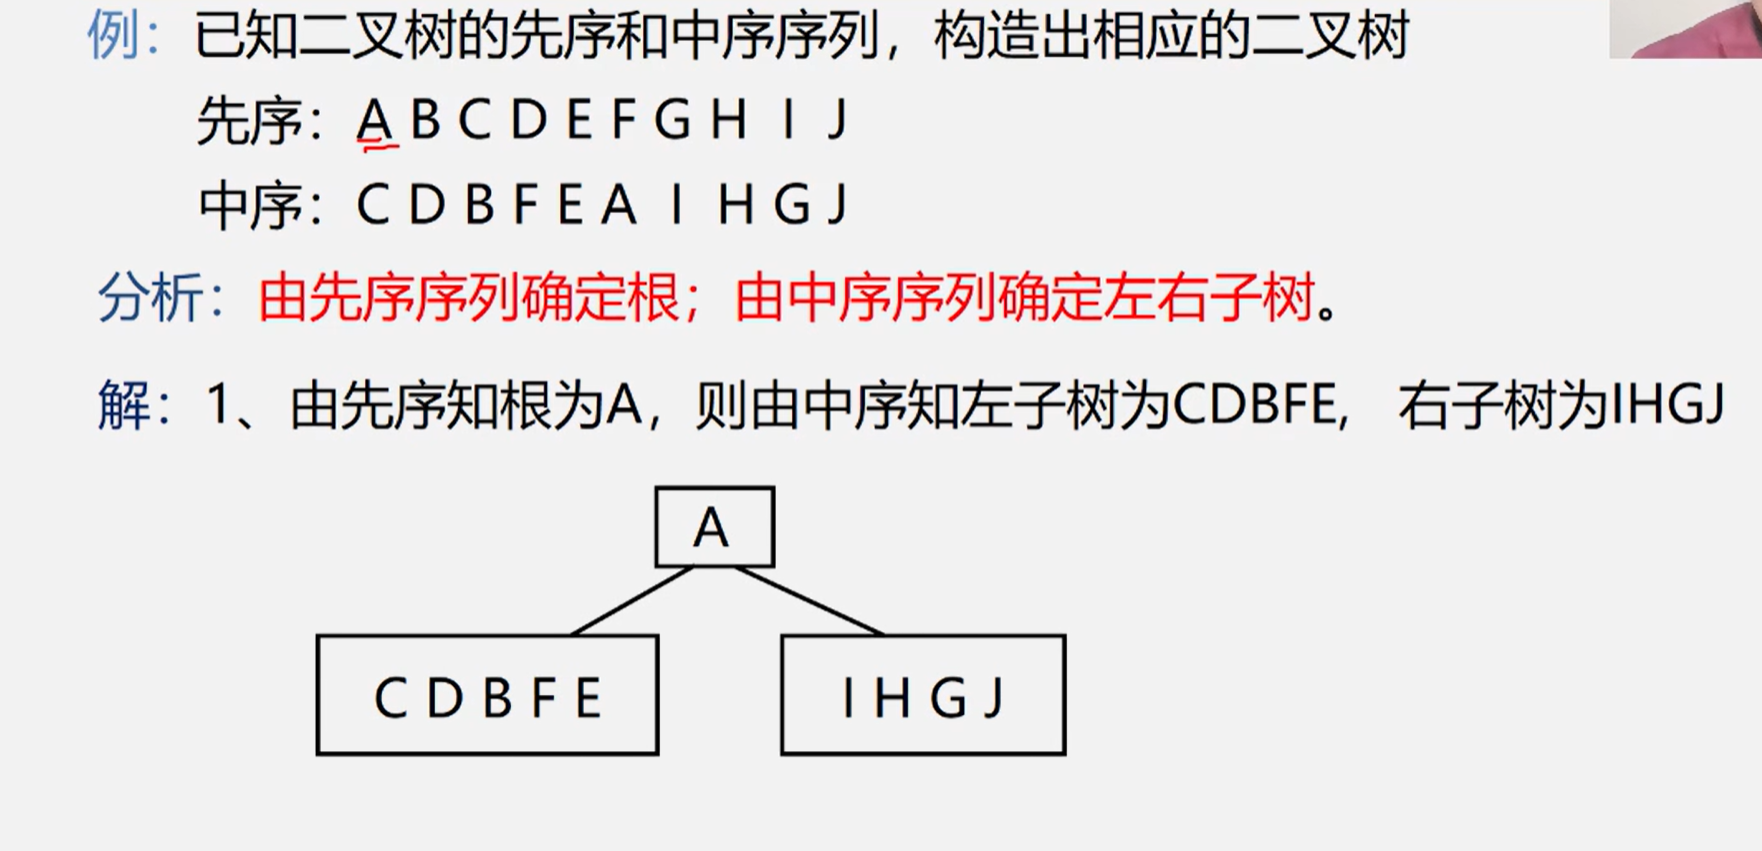 例：已知二叉树的先序和中序序列，构造出相应的二叉树
先序：A B C D E F G H I J
中序：C D B F E A I H G J
分析：由先序序列确定根；由中序序列确定左右子树。
解：1、由先序知根为A，则由中序知左子树为CDBFE, 右子树为IHGJ
A
C D B F E
I H G J